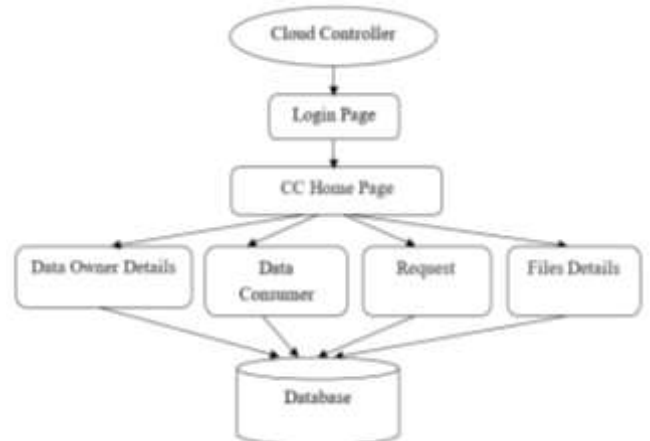 Cloud Controller
Login Page
CC Home Page
Data Owner Details
Data
Consumer
Request
Files Details
Database